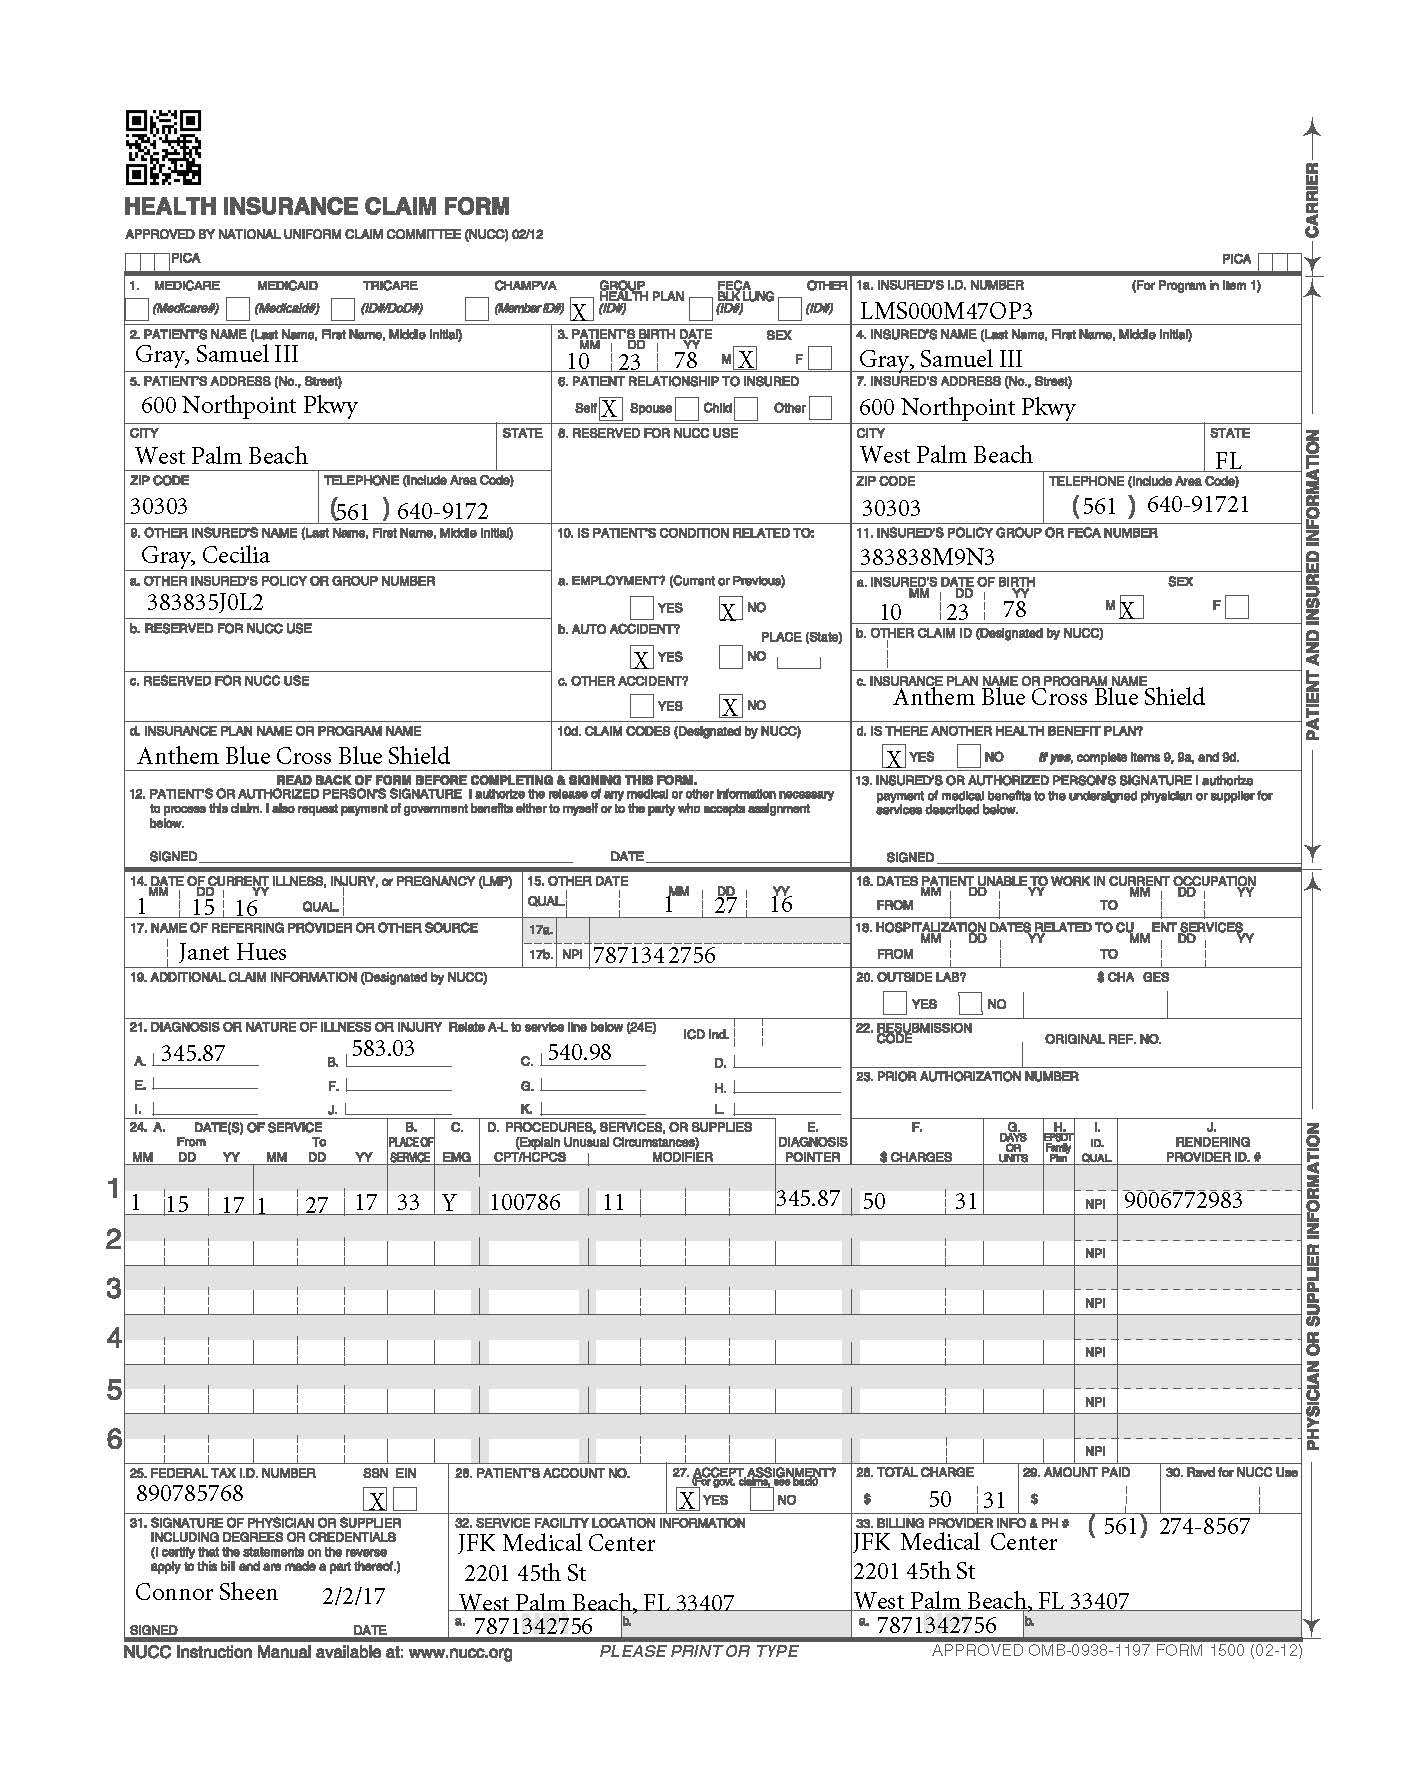 HEALTH INSURANCE CLAIM FORM
APPROVED BY NATIONAL UNIFORM CLAIM COMMITTEE (NUCC) 02/12
PICA
PICA
CARRIER
1. MEDICARE MEDICAID TRICARE CHAMPVA GROUP HEALTH PLAN FECA BLK LUNG OTHER
(Medicare#) (Medicaid#) (ID#/DoD#) (Member ID#) X (ID#) (ID#) (ID#)
1a. INSURED'S I.D. NUMBER (For Program in Item 1)
LMS000M47OP3
2. PATIENT'S NAME (Last Name, First Name, Middle Initial)
Gray, Samuel III
3. PATIENT'S BIRTH DATE SEX
MM DD YY
10 23 78 M X F
4. INSURED'S NAME (Last Name, First Name, Middle Initial)
Gray, Samuel III
5. PATIENT'S ADDRESS (No., Street)
600 Northpoint Pkwy
6. PATIENT RELATIONSHIP TO INSURED
Self X Spouse Child Other
7. INSURED'S ADDRESS (No., Street)
600 Northpoint Pkwy
CITY STATE
West Palm Beach
8. RESERVED FOR NUCC USE
CITY STATE
West Palm Beach FL
ZIP CODE TELEPHONE (Include Area Code)
30303 (561 ) 640-9172
ZIP CODE TELEPHONE (Include Area Code)
30303 (561 ) 640-91721
9. OTHER INSURED'S NAME (Last Name, First Name, Middle Initial)
Gray, Cecilia
10. IS PATIENT'S CONDITION RELATED TO:
11. INSURED'S POLICY GROUP OR FECA NUMBER
383838M9N3
a. OTHER INSURED'S POLICY OR GROUP NUMBER
383835J0L2
a. EMPLOYMENT? (Current or Previous)
YES X NO
a. INSURED'S DATE OF BIRTH SEX
MM DD YY
10 23 78 M X F
b. RESERVED FOR NUCC USE
b. AUTO ACCIDENT? PLACE (State)
X YES NO
b. OTHER CLAIM ID (Designated by NUCC)
c. RESERVED FOR NUCC USE
c. OTHER ACCIDENT?
YES X NO
c. INSURANCE PLAN NAME OR PROGRAM NAME
Anthem Blue Cross Blue Shield
d. INSURANCE PLAN NAME OR PROGRAM NAME
Anthem Blue Cross Blue Shield
10d. CLAIM CODES (Designated by NUCC)
d. IS THERE ANOTHER HEALTH BENEFIT PLAN?
X YES NO If yes, complete items 9, 9a, and 9d.
PATIENT AND INSURED INFORMATION
READ BACK OF FORM BEFORE COMPLETING & SIGNING THIS FORM.
12. PATIENT'S OR AUTHORIZED PERSON'S SIGNATURE I authorize the release of any medical or other information necessary
to process this claim. I also request payment of government benefits either to myself or to the party who accepts assignment
below.
SIGNED DATE
13. INSURED'S OR AUTHORIZED PERSON'S SIGNATURE I authorize
payment of medical benefits to the undersigned physician or supplier for
services described below.
SIGNED
14. DATE OF CURRENT ILLNESS, INJURY, or PREGNANCY (LMP)
MM DD YY
1 15 16 QUAL.
15. OTHER DATE
QUAL. MM DD YY
1 27 16
16. DATES PATIENT UNABLE TO WORK IN CURRENT OCCUPATION
MM DD YY MM DD YY
FROM TO
17. NAME OF REFERRING PROVIDER OR OTHER SOURCE
Janet Hues
17a.
17b. NPI 7871342756
18. HOSPITALIZATION DATES RELATED TO CU ENT SERVICES
MM DD YY MM DD YY
FROM TO
19. ADDITIONAL CLAIM INFORMATION (Designated by NUCC)
20. OUTSIDE LAB? $ CHA GES
YES NO
21. DIAGNOSIS OR NATURE OF ILLNESS OR INJURY Relate A-L to service line below (24E) ICD Ind.
A. 345.87 B. 583.03 C. 540.98 D.
E. F. G. H.
I. J. K. L.
22. RESUBMISSION CODE ORIGINAL REF. NO.
23. PRIOR AUTHORIZATION NUMBER
24. A. DATE(S) OF SERVICE B. C. D. PROCEDURES, SERVICES, OR SUPPLIES E. F. G. H. I. J.
From To PLACE OF (Explain Unusual Circumstances) DIAGNOSIS DAYS OR UNITS EPSDT Family Plan ID. QUAL. RENDERING
MM DD YY MM DD YY SERVICE EMG CPT/HCPCS MODIFIER POINTER $ CHARGES PROVIDER ID. #
1 1 15 17 1 27 17 33 Y 100786 11 345.87 50 31 NPI 9006772983
2 NPI
3 NPI
4 NPI
5 NPI
6 NPI
PHYSICIAN OR SUPPLIER INFORMATION
25. FEDERAL TAX I.D. NUMBER SSN EIN
890785768 X
26. PATIENT'S ACCOUNT NO.
27. ACCEPT ASSIGNMENT?
(For govt. claims, see back)
X YES NO
28. TOTAL CHARGE
$ 50 31
29. AMOUNT PAID
$
30. Rsvd for NUCC Use
31. SIGNATURE OF PHYSICIAN OR SUPPLIER
INCLUDING DEGREES OR CREDENTIALS
(I certify that the statements on the reverse
apply to this bill and are made a part thereof.)
Connor Sheen 2/2/17
SIGNED DATE
32. SERVICE FACILITY LOCATION INFORMATION
JFK Medical Center
2201 45th St
West Palm Beach, FL 33407
a. 7871342756 b.
33. BILLING PROVIDER INFO & PH # (561) 274-8567
JFK Medical Center
2201 45th St
West Palm Beach, FL 33407
a. 7871342756 b.
NUCC Instruction Manual available at: www.nucc.org
PLEASE PRINT OR TYPE
APPROVED OMB-0938-1197 FORM 1500 (02-12)